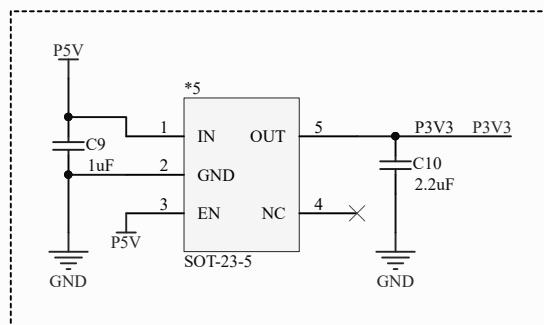 P5V
*5
1 IN OUT 5 P3V3 P3V3
C9
1uF
2 GND
C10
2.2uF
3 EN NC 4
P5V
SOT-23-5
GND
GND